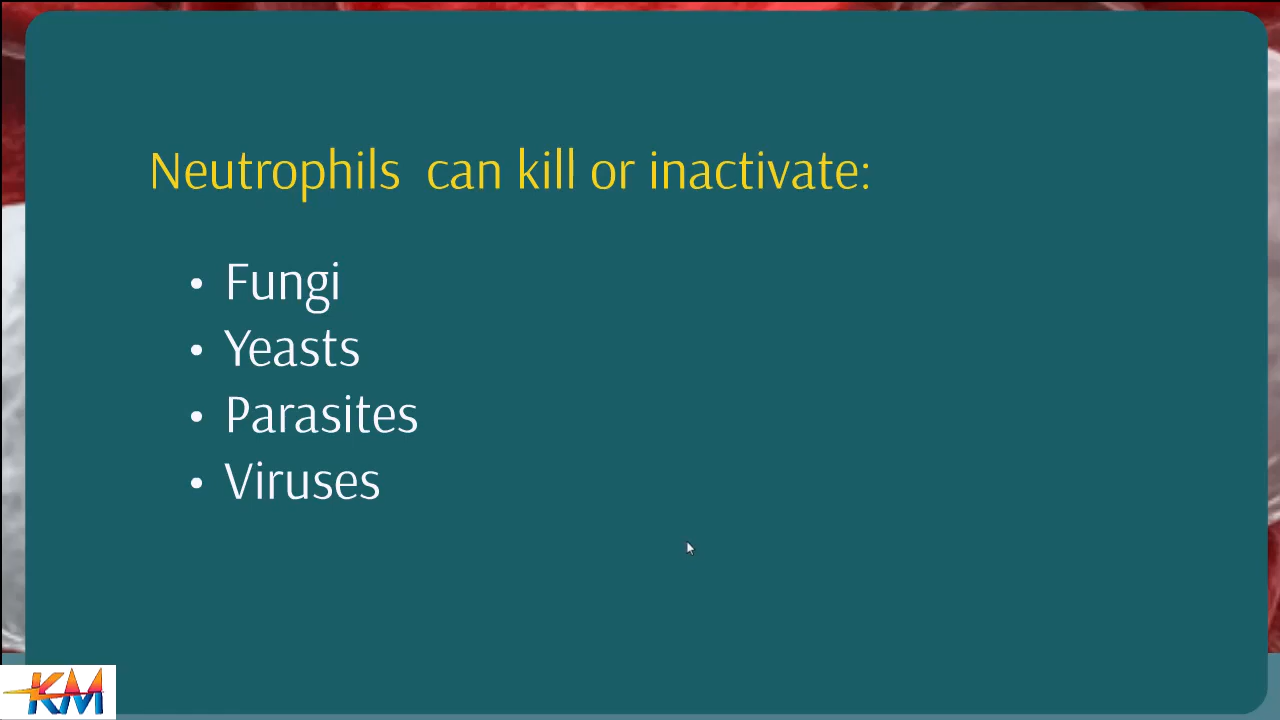 Neutrophils can kill or inactivate:
• Fungi
• Yeasts
• Parasites
• Viruses
KM